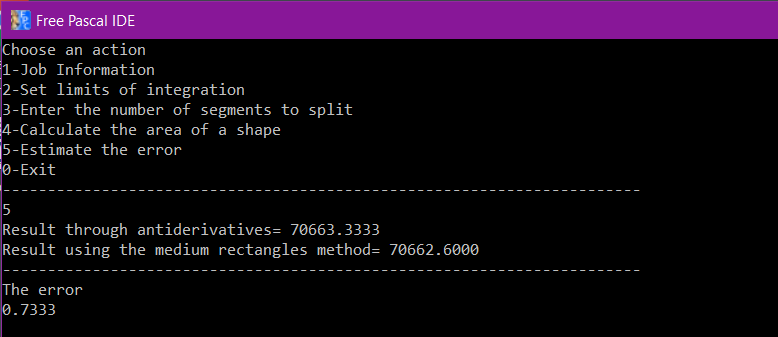 Free Pascal IDE
Choose an action
1-Job Information
2-Set limits of integration
3-Enter the number of segments to split
4-Calculate the area of a shape
5-Estimate the error
0-Exit
----------------------------------------------------------------------
5
Result through antiderivatives= 70663.3333
Result using the medium rectangles method= 70662.6000
----------------------------------------------------------------------
The error
0.7333